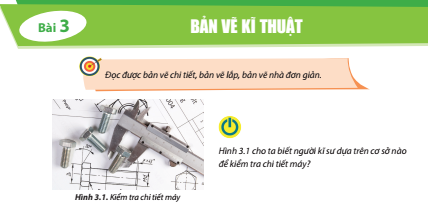 Bài 3
BẢN VẼ KĨ THUẬT
Đọc được bản vẽ chi tiết, bản vẽ lắp, bản vẽ nhà đơn giản.
Hình 3.1 cho ta biết người kĩ sư dựa trên cơ sở nào
để kiểm tra chi tiết máy?
Hình 3.1. Kiểm tra chi tiết máy